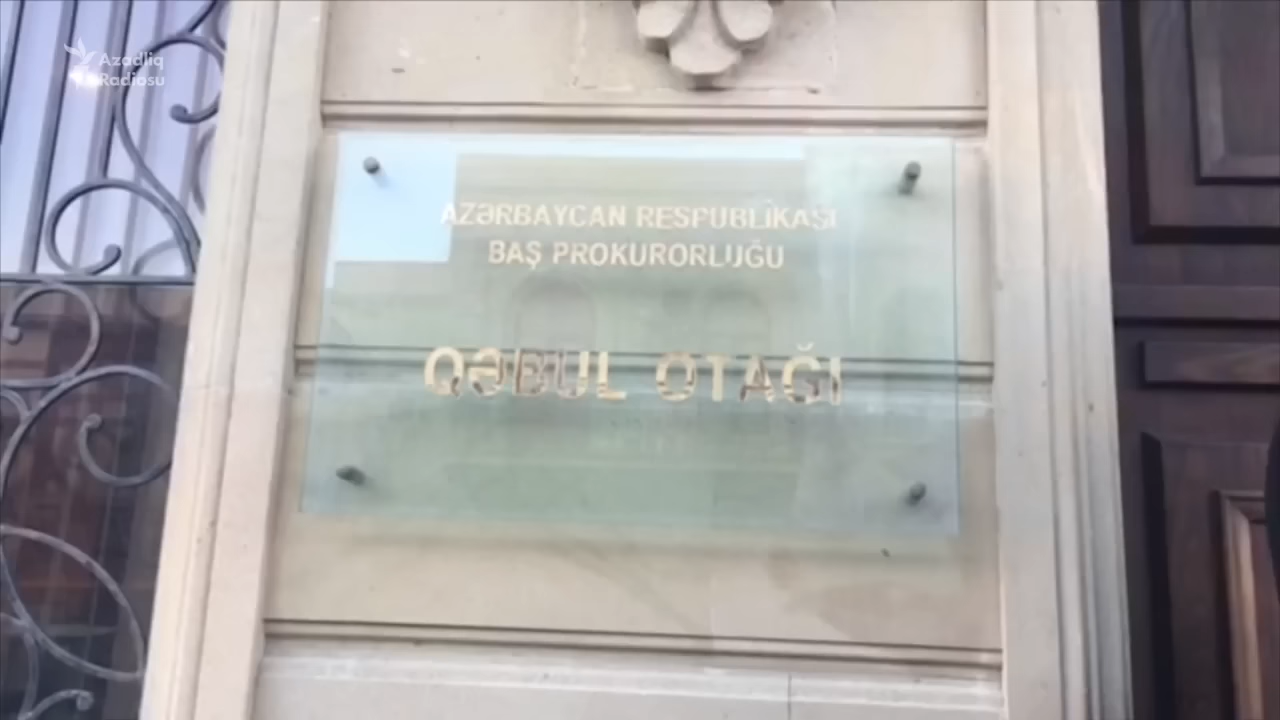 Azadlıq
Radiosu
AZƏRBAYCAN RESPUBLİKASI
BAŞ PROKURORLUĞU
QƏBUL OTAĞI